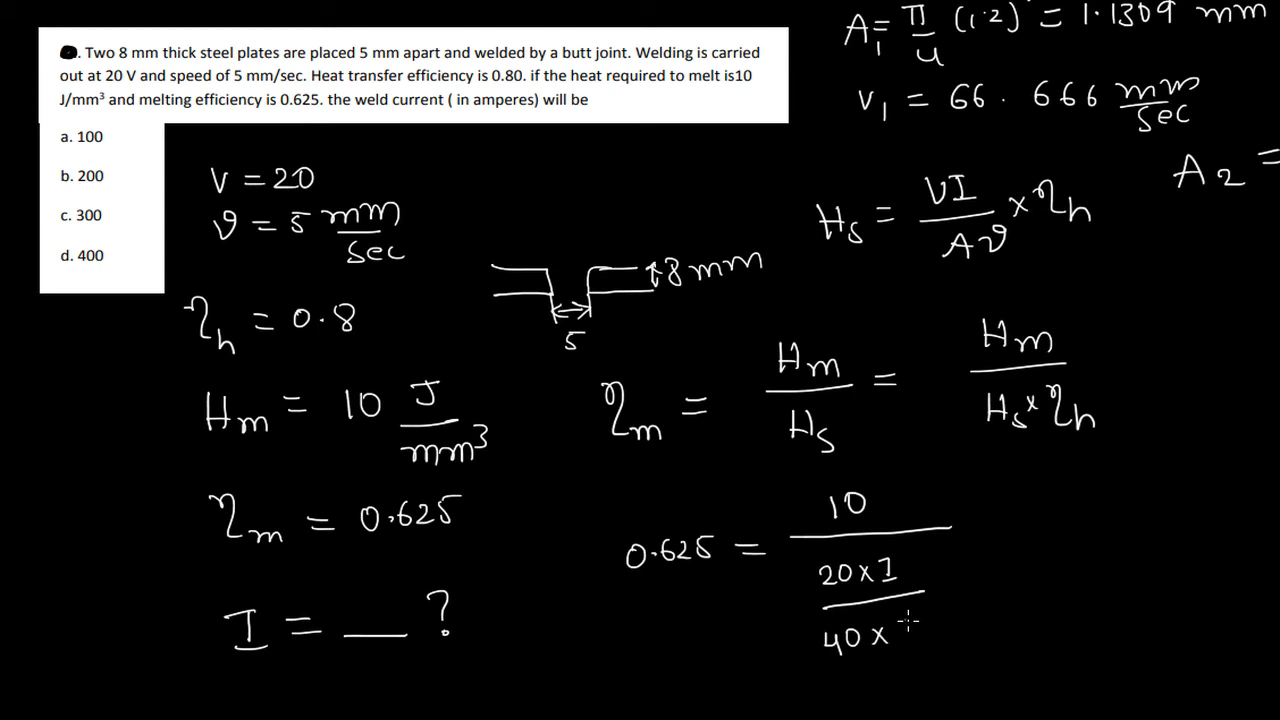 . Two 8 mm thick steel plates are placed 5 mm apart and welded by a butt joint. Welding is carried
out at 20 V and speed of 5 mm/sec. Heat transfer efficiency is 0.80. if the heat required to melt is10
J/mm³ and melting efficiency is 0.625. the weld current ( in amperes) will be
a. 100
b. 200
c. 300
d. 400
A₁ = π/4 (1.2)² = 1.1309 mm
V₁ = 66.666 mm/sec
A₂ =
V = 20
ϑ = 5 mm/sec
Hs = VI/Aϑ × ηh
8 mm
5
ηh = 0.8
Hm = 10 J/mm³
ηm = Hm/Hs = Hm/Hs × ηh
ηm = 0.625
0.625 = 10
20 × I
40 ×
I = __ ?